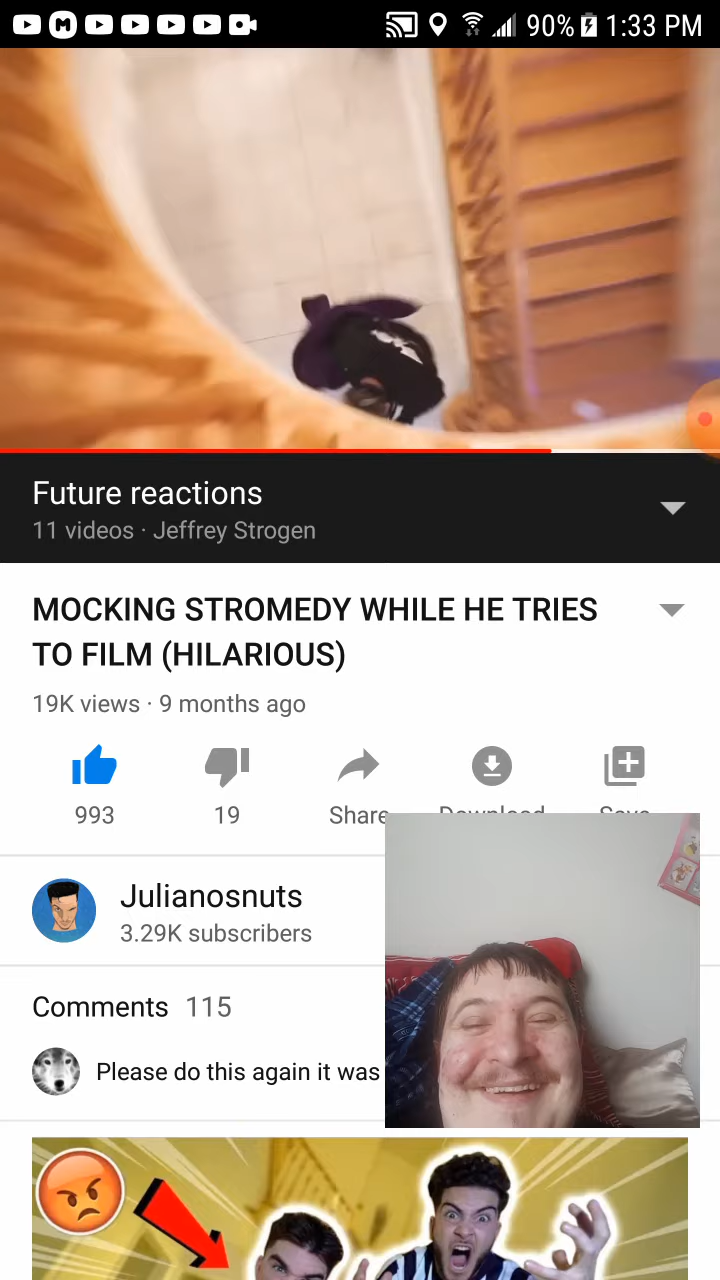 90% 1:33 PM
Future reactions
11 videos · Jeffrey Strogen
MOCKING STROMEDY WHILE HE TRIES
TO FILM (HILARIOUS)
19K views · 9 months ago
993 19 Share Download Save
Julianosnuts
3.29K subscribers
Comments 115
Please do this again it was